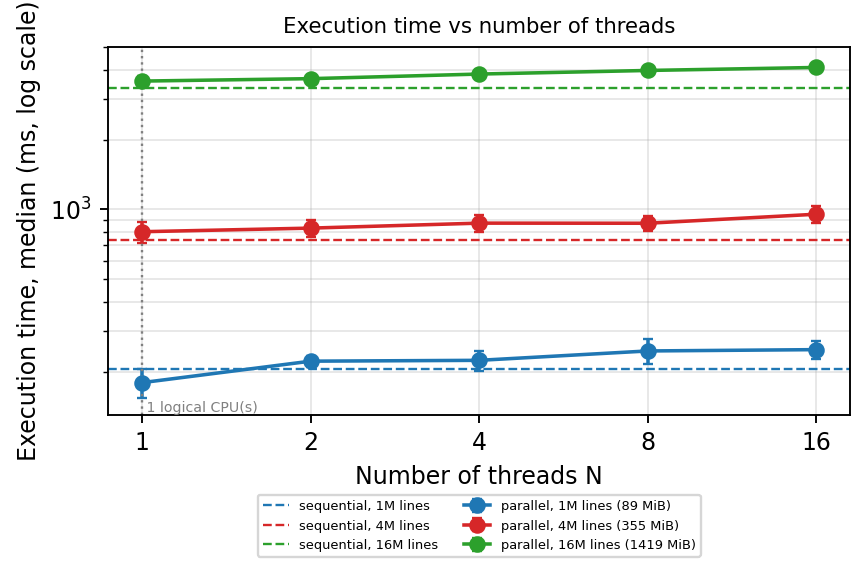 Execution time vs number of threads
Execution time, median (ms, log scale)
10³
1 logical CPU(s)
1 2 4 8 16
Number of threads N
sequential, 1M lines
sequential, 4M lines
sequential, 16M lines
parallel, 1M lines (89 MiB)
parallel, 4M lines (355 MiB)
parallel, 16M lines (1419 MiB)